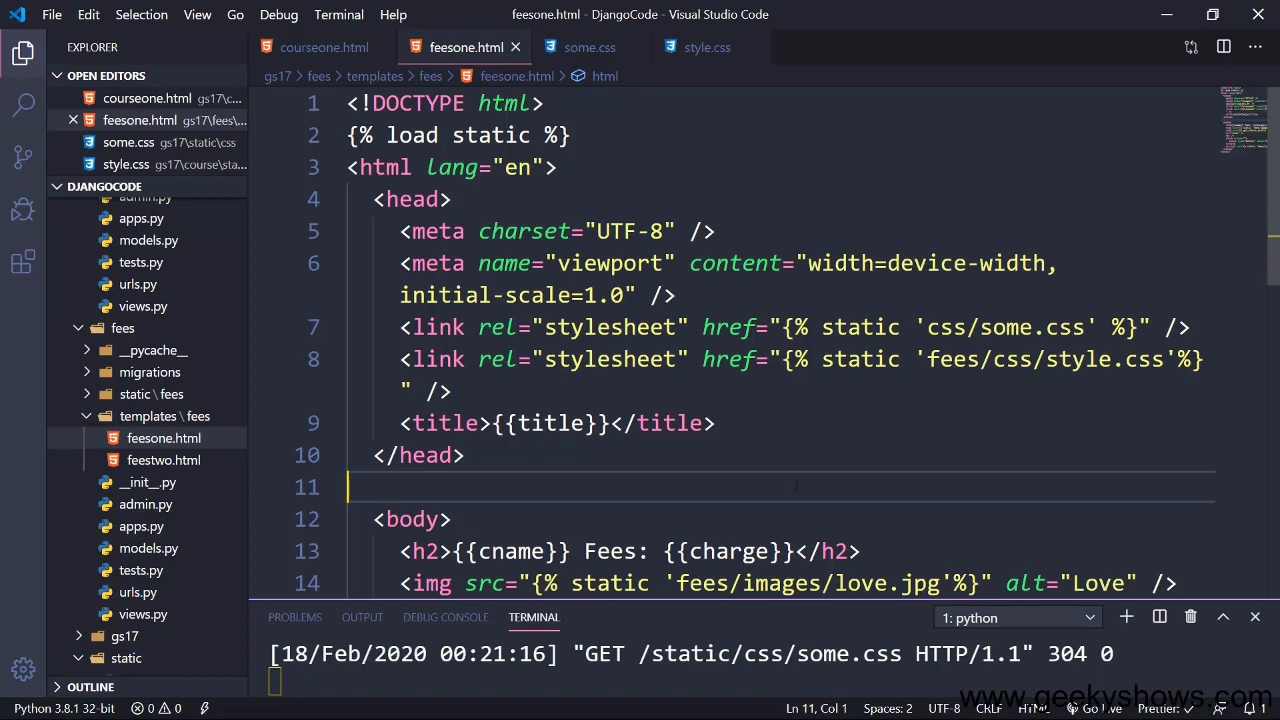 File Edit Selection View Go Debug Terminal Help feesone.html - DjangoCode - Visual Studio Code
EXPLORER
OPEN EDITORS
courseone.html gs17\c...
feesone.html gs17\fees\...
some.css gs17\static\css
style.css gs17\course\sta...
DJANGOCODE
admin.py
apps.py
models.py
tests.py
urls.py
views.py
fees
__pycache__
migrations
static\fees
templates\fees
feesone.html
feestwo.html
__init__.py
admin.py
apps.py
models.py
tests.py
urls.py
views.py
gs17
static
OUTLINE
courseone.html feesone.html some.css style.css
gs17 > fees > templates > fees > feesone.html > html
1 <!DOCTYPE html>
2 {% load static %}
3 <html lang="en">
4 <head>
5 <meta charset="UTF-8" />
6 <meta name="viewport" content="width=device-width,
initial-scale=1.0" />
7 <link rel="stylesheet" href="{% static 'css/some.css' %}" />
8 <link rel="stylesheet" href="{% static 'fees/css/style.css'%}
" />
9 <title>{{title}}</title>
10 </head>
11
12 <body>
13 <h2>{{cname}} Fees: {{charge}}</h2>
14 <img src="{% static 'fees/images/love.jpg'%}" alt="Love" />
PROBLEMS OUTPUT DEBUG CONSOLE TERMINAL 1: python
[18/Feb/2020 00:21:16] "GET /static/css/some.css HTTP/1.1" 304 0
www.geekyshows.com
Python 3.8.1 32-bit 0 0 Ln 11, Col 1 Spaces: 2 UTF-8 CRLF HTML Go Live Prettier: 1